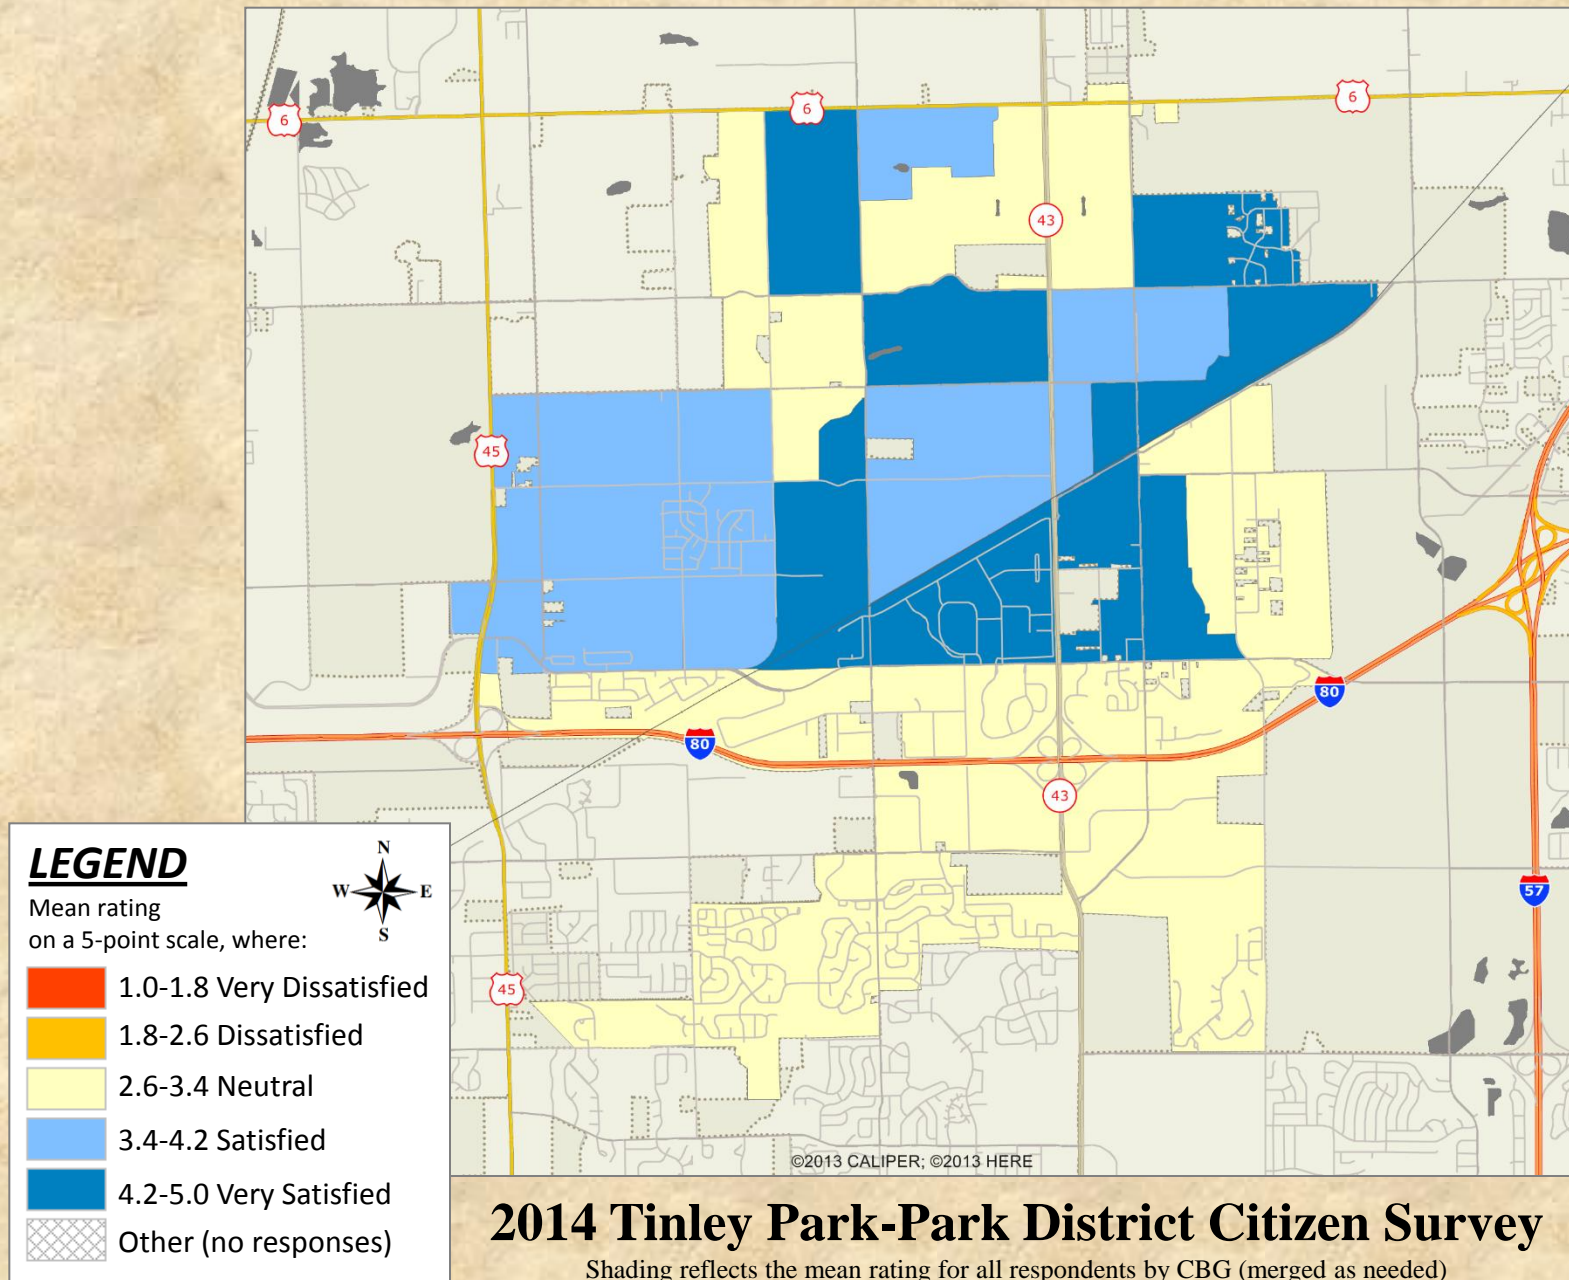 6
6
6
43
45
80
80
43
57
45
LEGEND
N
W E
S
Mean rating
on a 5-point scale, where:
1.0-1.8 Very Dissatisfied
1.8-2.6 Dissatisfied
2.6-3.4 Neutral
3.4-4.2 Satisfied
4.2-5.0 Very Satisfied
Other (no responses)
©2013 CALIPER; ©2013 HERE
2014 Tinley Park-Park District Citizen Survey
Shading reflects the mean rating for all respondents by CBG (merged as needed)